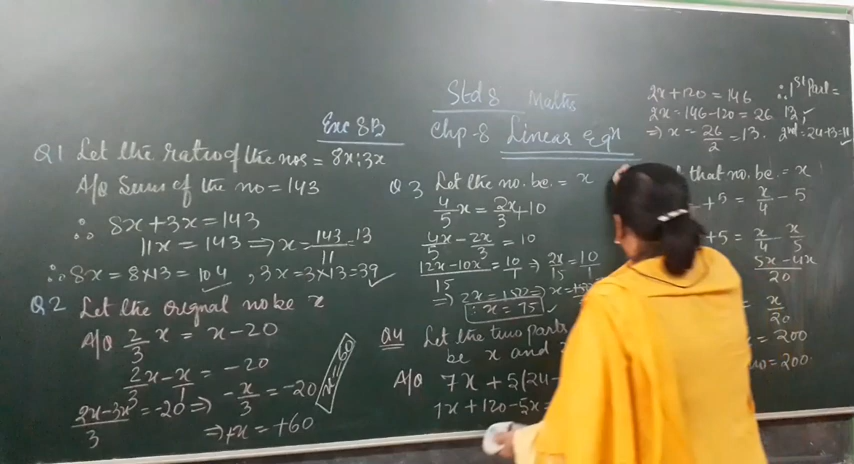 Std 8 Maths
Exc 8B
Chp-8 Linear eqn
Q1 Let the ratio of the nos = 8x:3x
A/Q Sum of the no = 143
∴ 8x + 3x = 143
11x = 143 ⇒ x = 143/11 = 13
∴ 8x = 8×13 = 104, 3x = 3×13 = 39
Q2 Let the orignal no be x
A/Q 2/3 x = x - 20
2/3 x - x/1 = -20
(2x-3x)/3 = -20 ⇒ -x/3 = -20
⇒ +x = +60
Q3 Let the no. be = x
4/5 x = 2x/3 + 10
4x/5 - 2x/3 = 10
(12x-10x)/15 = 10/1 ⇒ 2x/15 = 10/1
∴ x = 75
Q4 Let the two parts
be x and
A/Q 7x + 5(24-
7x + 120 - 5x =
2x + 120 = 146
2x = 146 - 120 = 26
⇒ x = 26/2 = 13.
∴ 1st Part =
13,
that no. be = x
+5 = x/4 - 5
+5 = x/4 - x/5
(5x-4x)/20
x/20
= 200
= 200